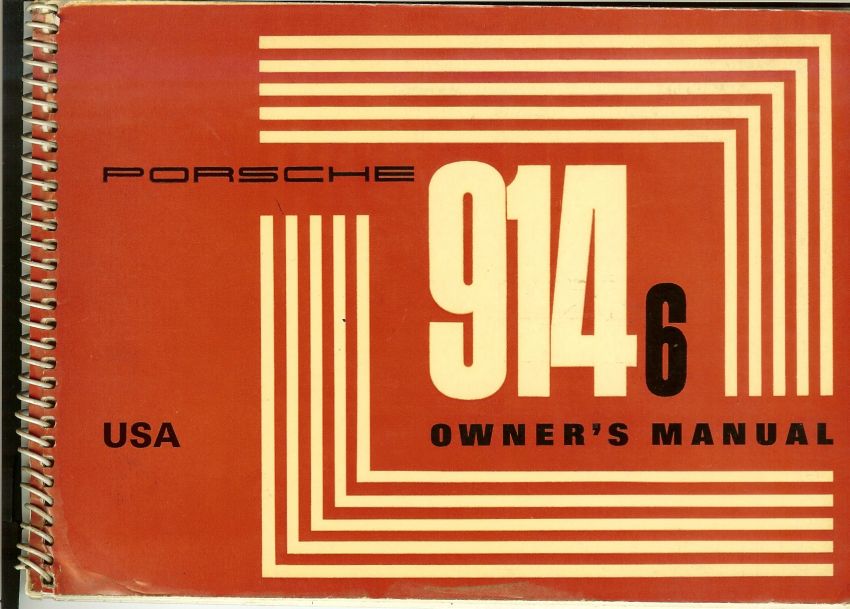 PORSCHE
914 6
USA
OWNER'S MANUAL